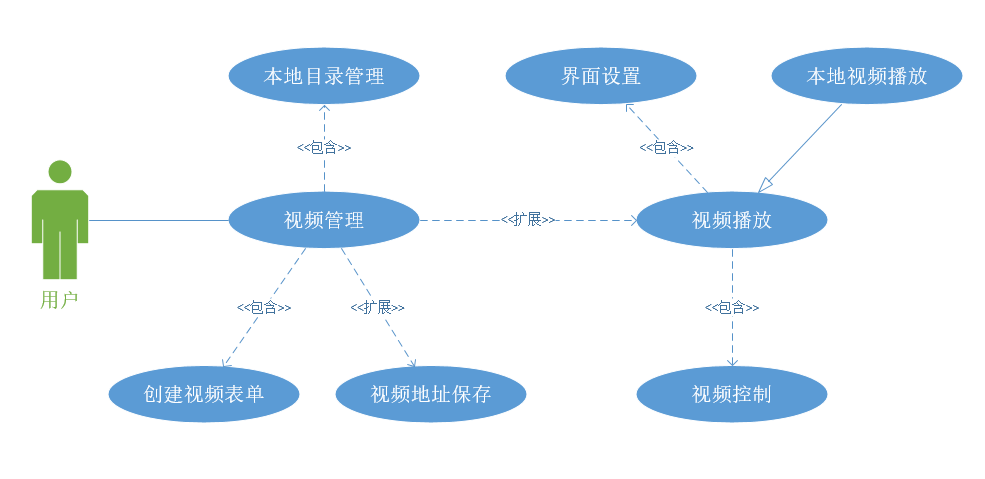 本地目录管理
界面设置
本地视频播放
<<包含>>
<<包含>>
视频管理
<<扩展>>
视频播放
用户
<<包含>>
<<扩展>>
<<包含>>
创建视频表单
视频地址保存
视频控制